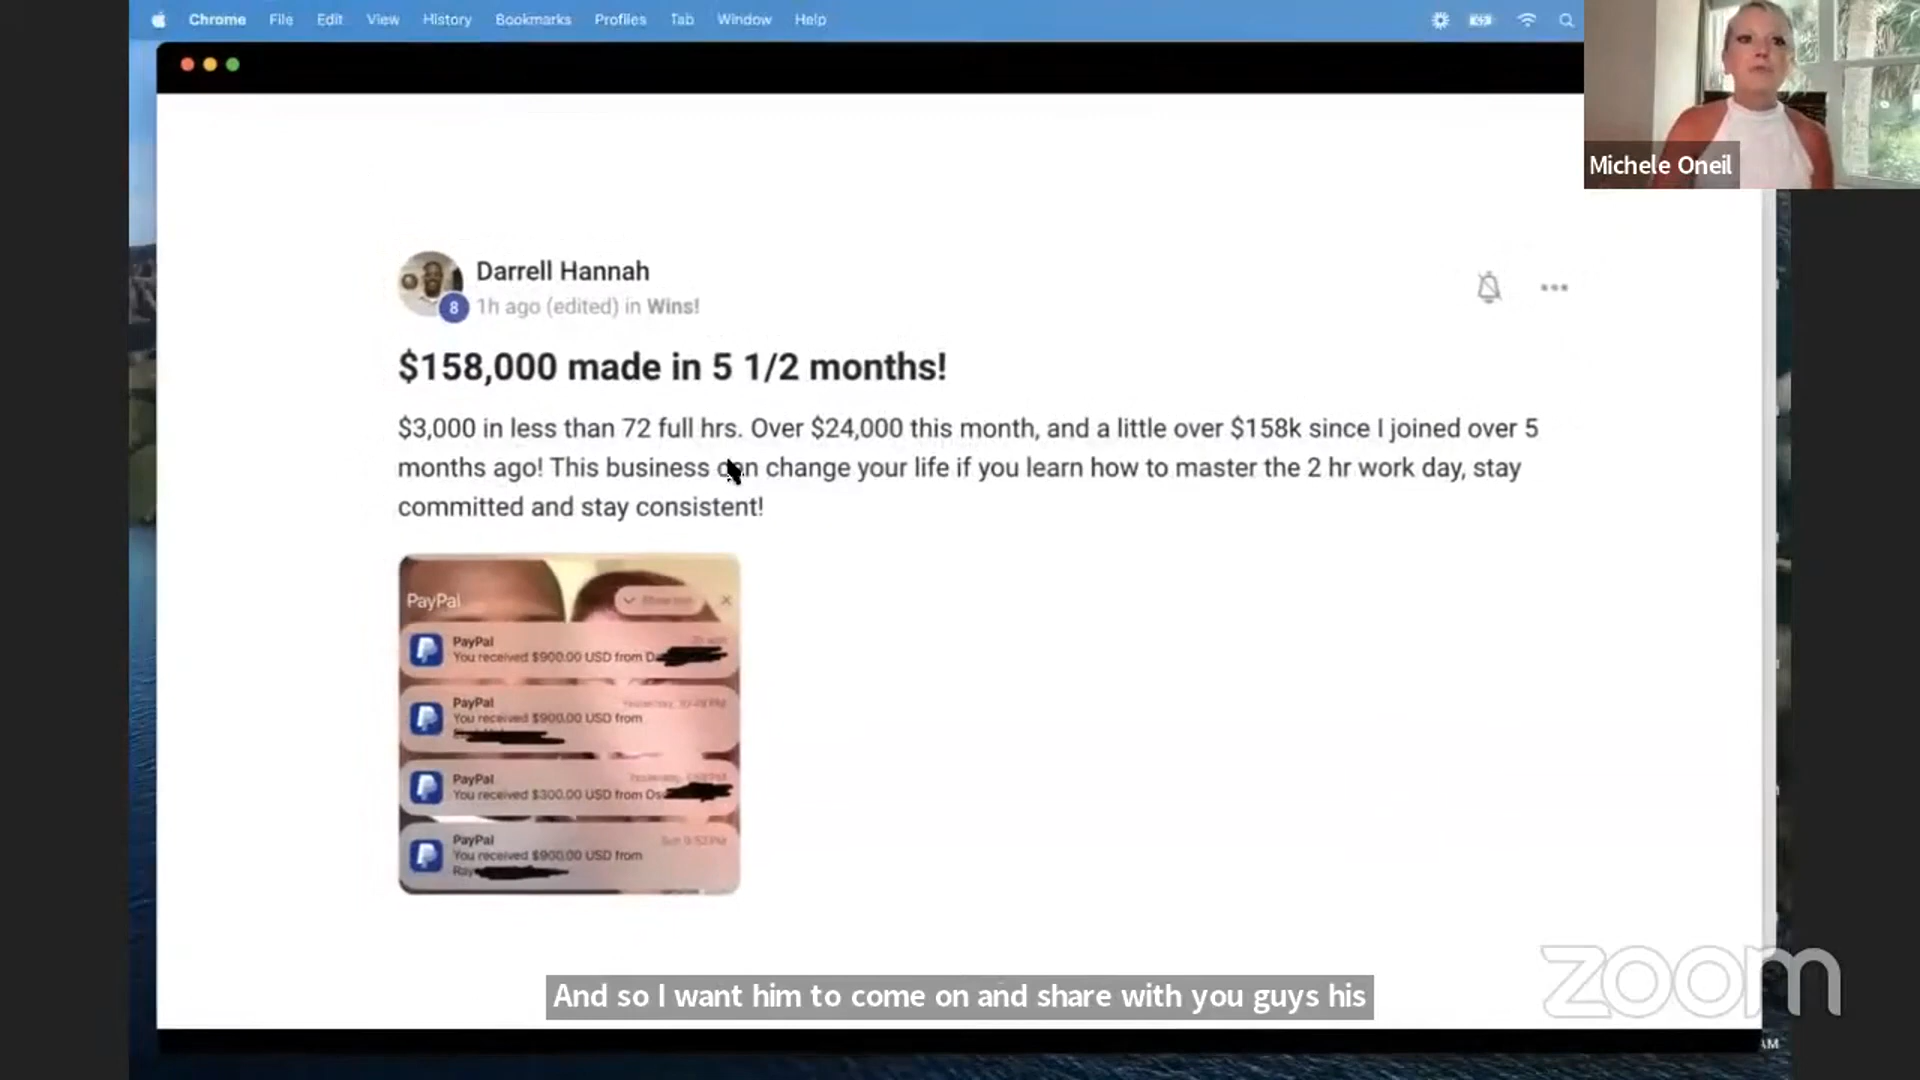 Chrome File Edit View History Bookmarks Profiles Tab Window Help
Michele Oneil
Darrell Hannah
8
1h ago (edited) in Wins!
$158,000 made in 5 1/2 months!
$3,000 in less than 72 full hrs. Over $24,000 this month, and a little over $158k since I joined over 5
months ago! This business can change your life if you learn how to master the 2 hr work day, stay
committed and stay consistent!
PayPal
PayPal
You received $900.00 USD from
PayPal
You received $900.00 USD from
PayPal
You received $300.00 USD from
PayPal
Sun 9:52 PM
You received $900.00 USD from
Ray
And so I want him to come on and share with you guys his
zoom
AM